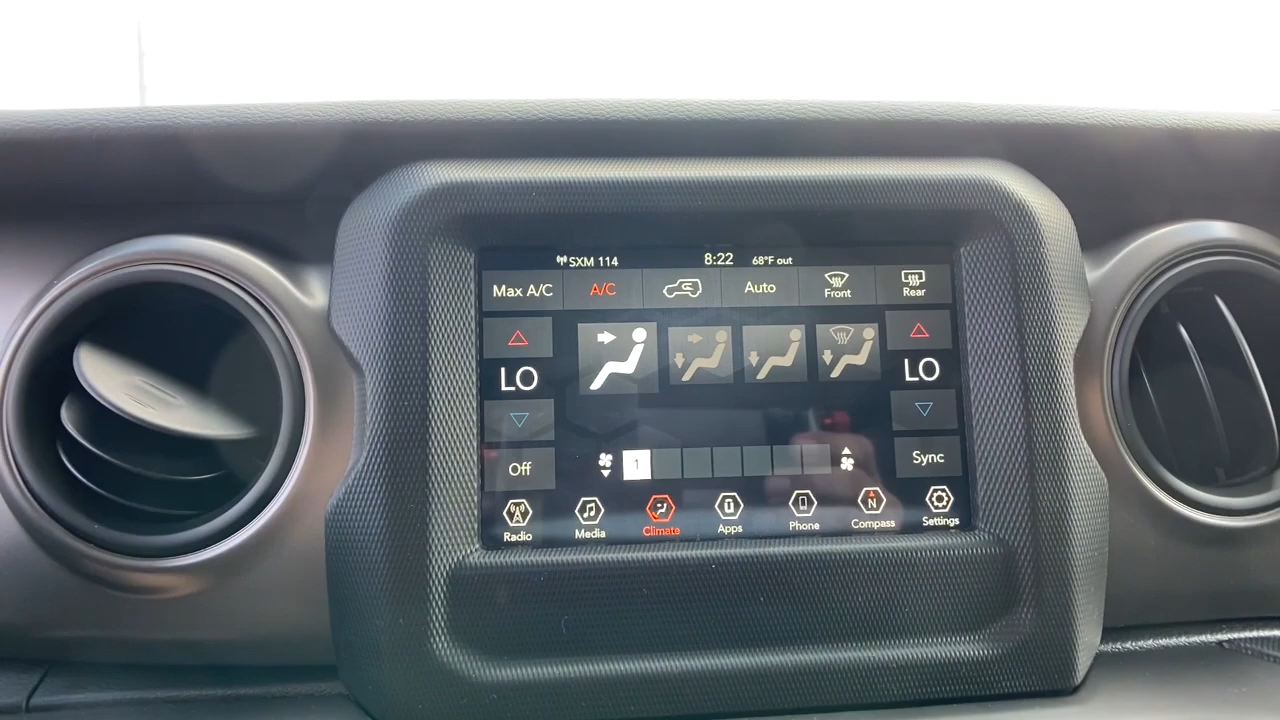 SXM 114 8:22 68°F out
Max A/C A/C Auto Front Rear
LO LO
Off 1 Sync
Radio Media Climate Apps Phone N Compass Settings